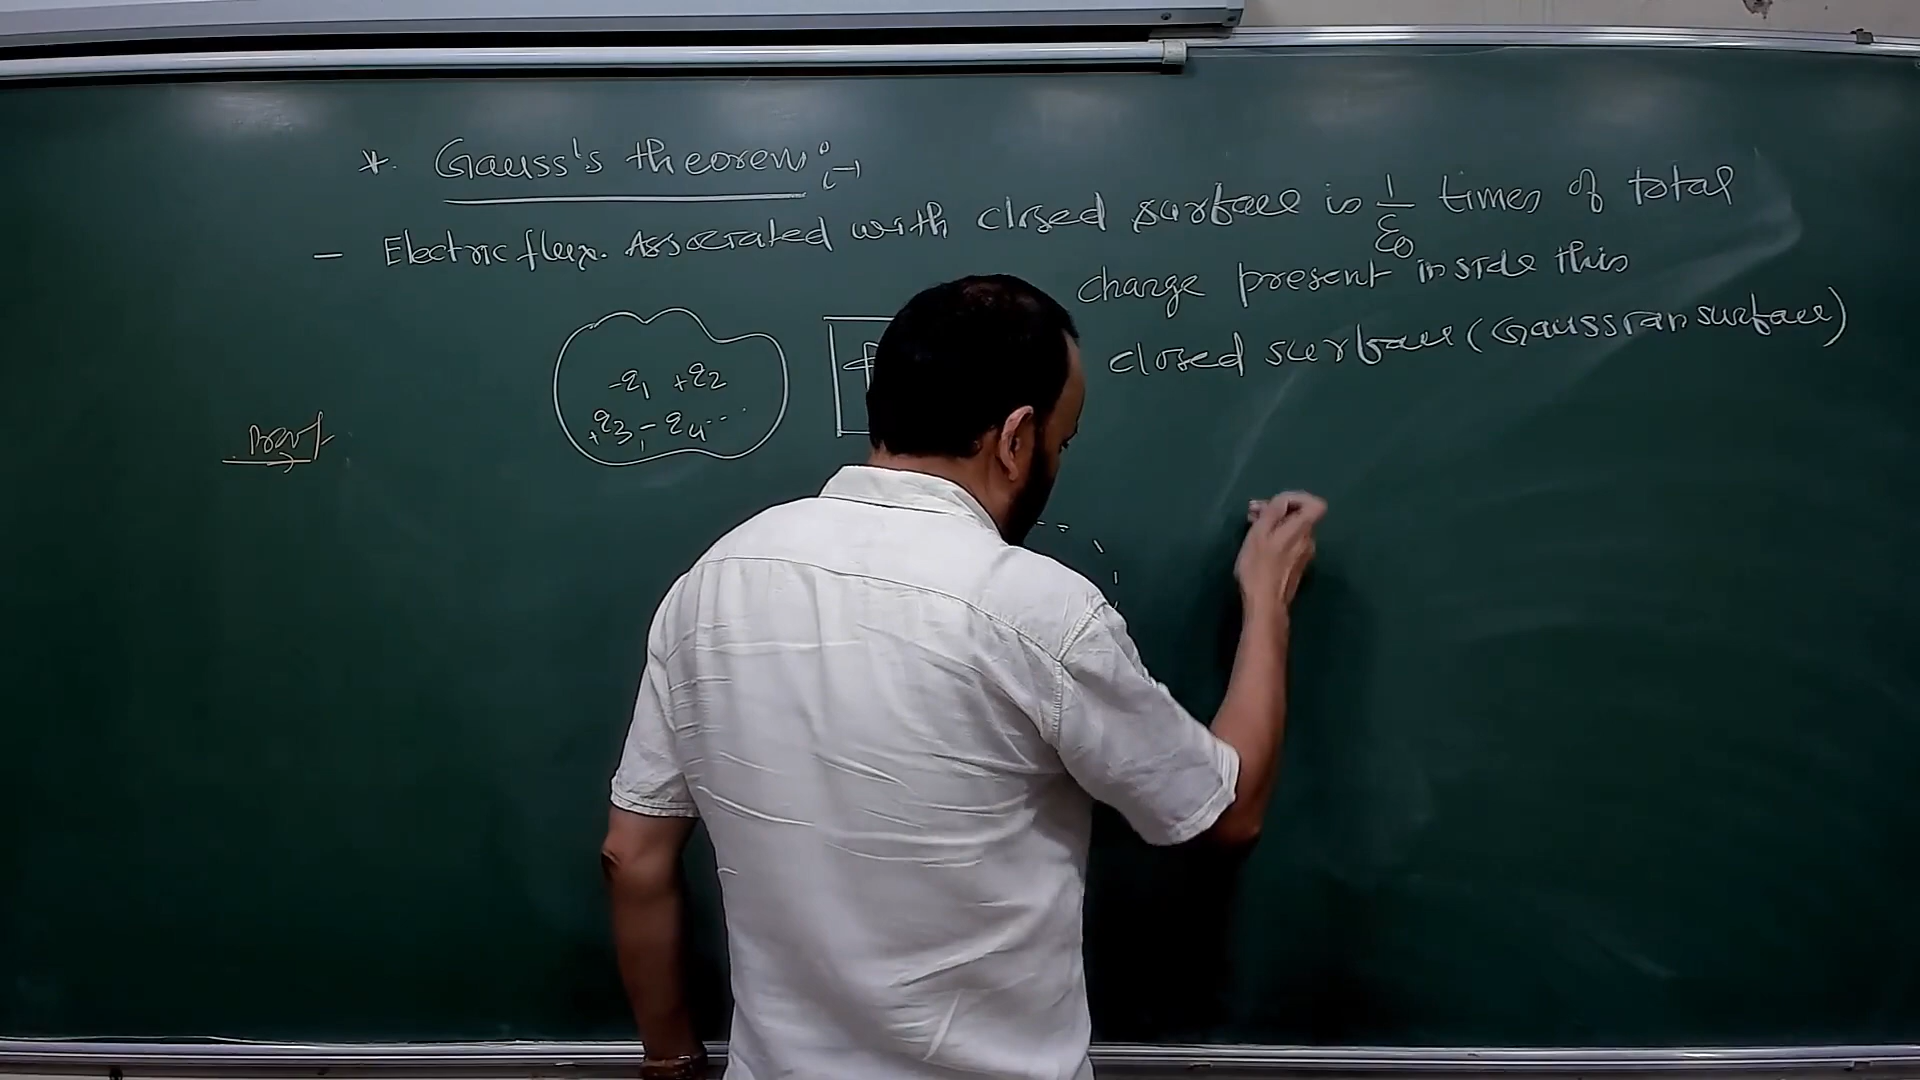 *. Gauss's theorem :-
- Electric flux. Associated with closed surface is 1/ε0 times of total
charge present inside this
closed surface (Gaussian surface)
-q1 +q2
+q3, -q4...
Proof